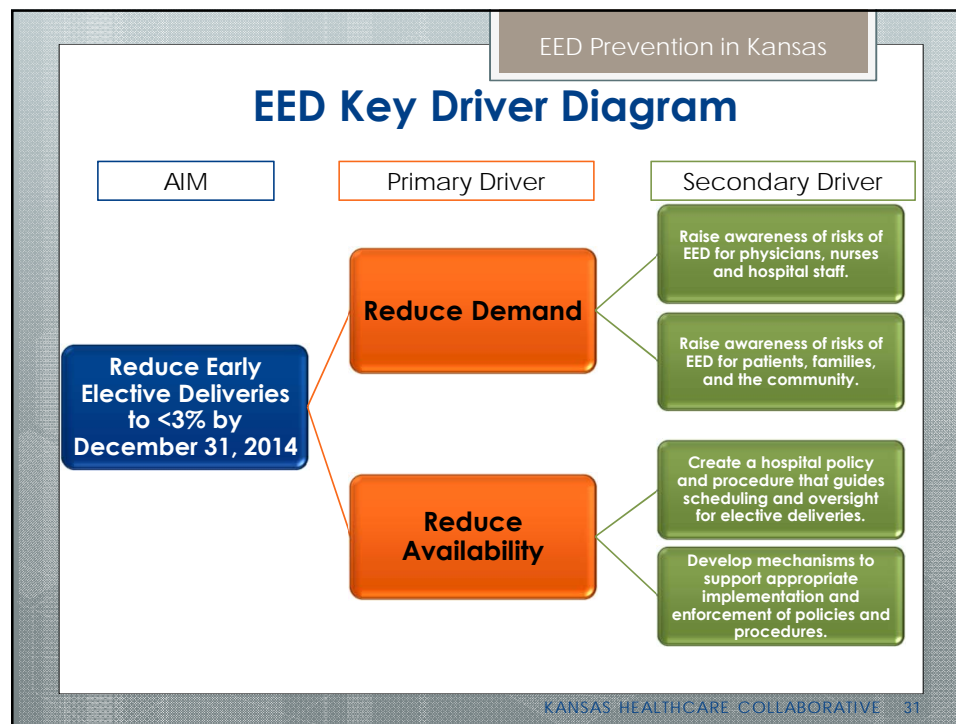 EED Prevention in Kansas
EED Key Driver Diagram
AIM
Primary Driver
Secondary Driver
Reduce Early
Elective Deliveries
to <3% by
December 31, 2014
Reduce Demand
Raise awareness of risks of
EED for physicians, nurses
and hospital staff.
Raise awareness of risks of
EED for patients, families,
and the community.
Reduce
Availability
Create a hospital policy
and procedure that guides
scheduling and oversight
for elective deliveries.
Develop mechanisms to
support appropriate
implementation and
enforcement of policies and
procedures.
KANSAS HEALTHCARE COLLABORATIVE 31